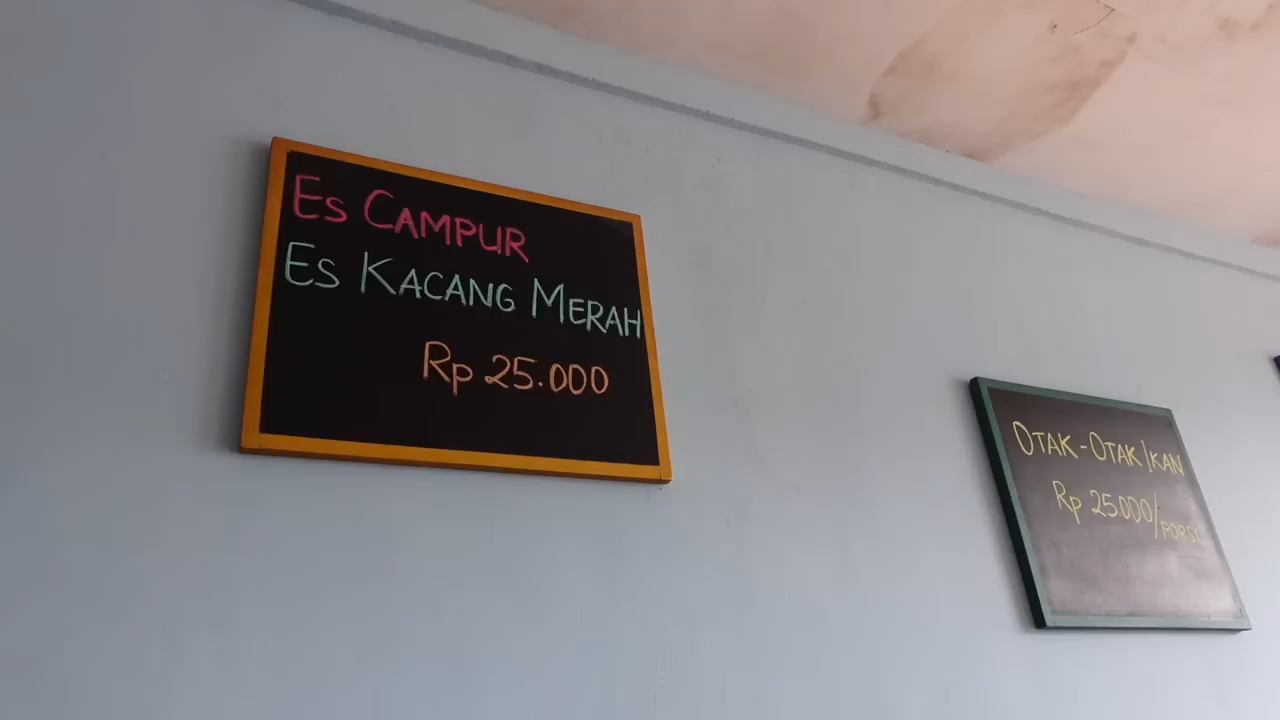 Es CAMPUR
Es KACANG MERAH
Rp 25.000
OTAK-OTAK IKAN
Rp 25000/PORSI